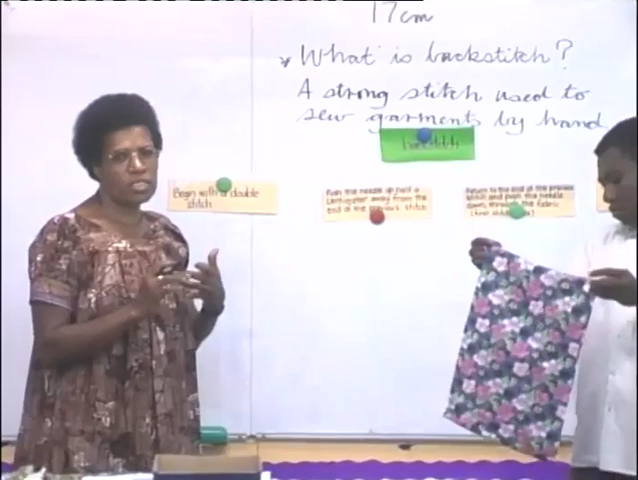 17cm
* What is backstitch?
A strong stitch used to
sew garments by hand
Backstitch
Begin with a double
stitch
Push the needle up half a
centimeter away from the
end of the previous stitch
Return to the end of the previous
stitch and push the needle
down, through the fabric